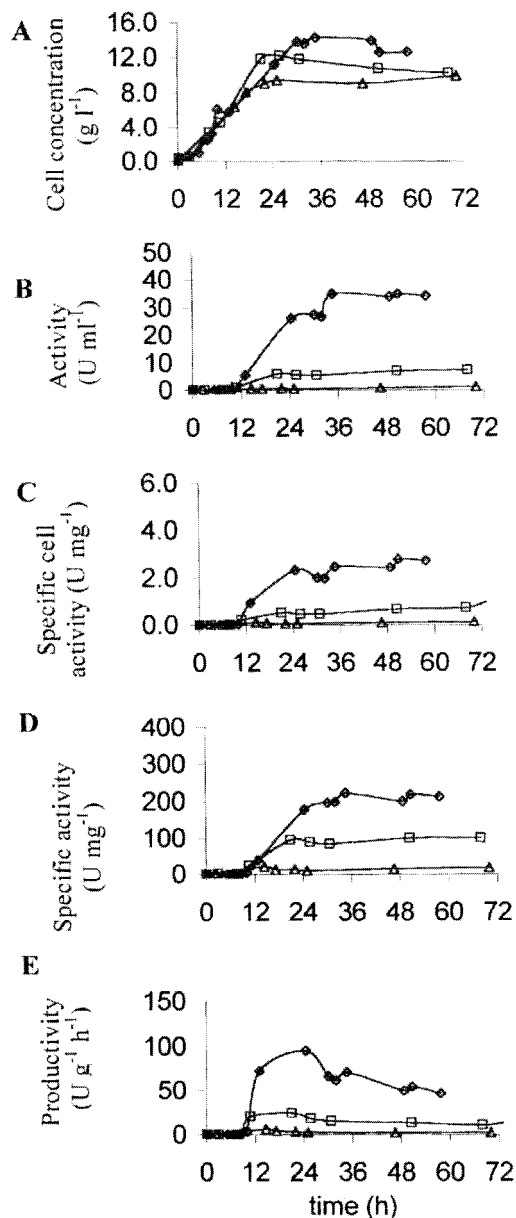 A
Cell concentration
(g l-1)
16.0
12.0
8.0
4.0
0.0
0 12 24 36 48 60 72
B
Activity
(U ml-1)
50
40
30
20
10
0
0 12 24 36 48 60 72
C
Specific cell
activity (U mg-1)
6.0
4.0
2.0
0.0
0 12 24 36 48 60 72
D
Specific activity
(U mg-1)
400
300
200
100
0
0 12 24 36 48 60 72
E
Productivity
(U g-1 h-1)
150
100
50
0
0 12 24 36 48 60 72
time (h)